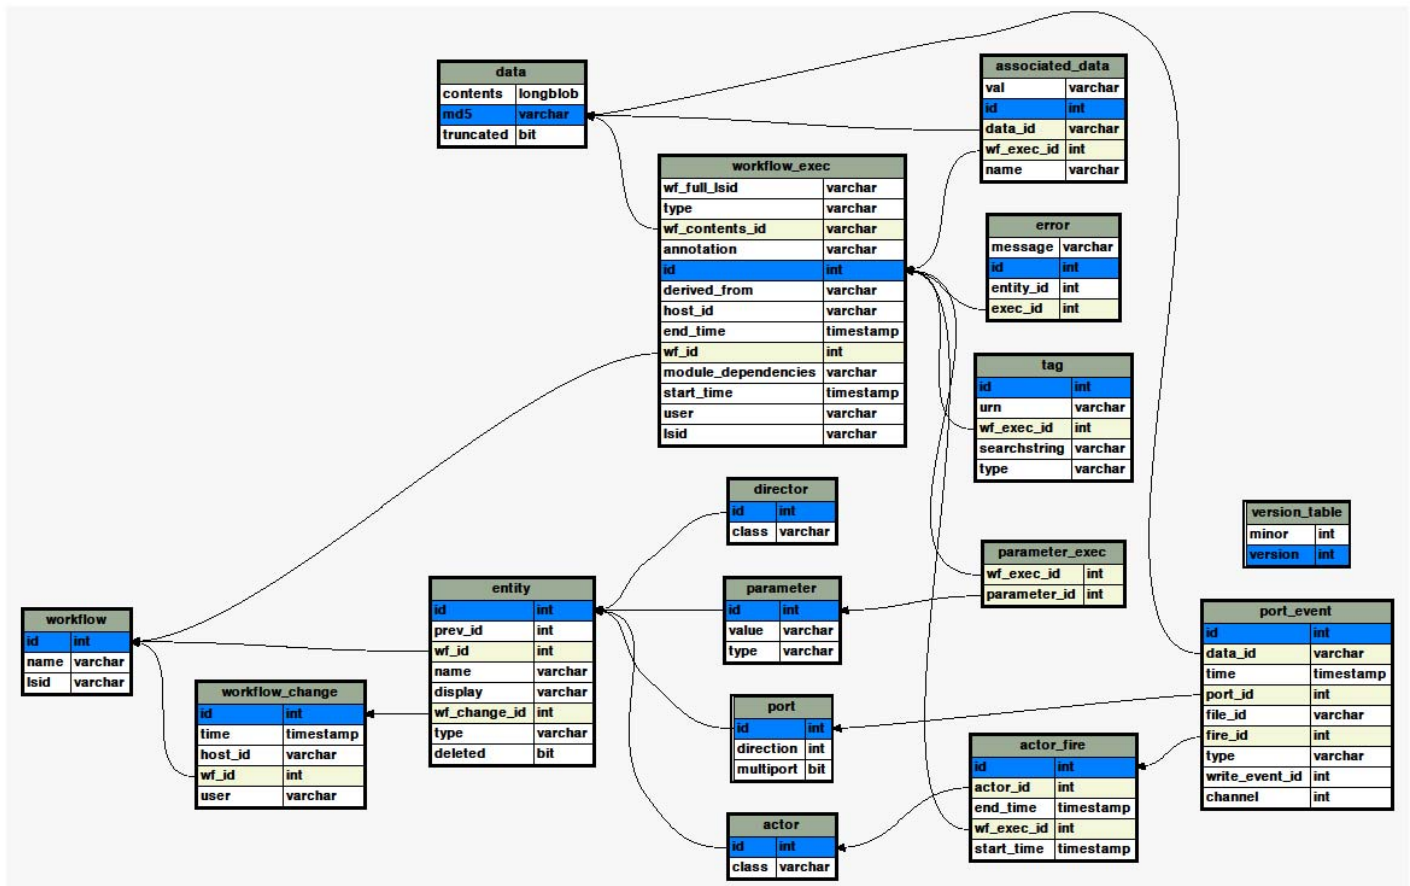 data
contents longblob
md5 varchar
truncated bit
associated_data
val varchar
id int
data_id varchar
wf_exec_id int
name varchar
workflow_exec
wf_full_lsid varchar
type varchar
wf_contents_id varchar
annotation varchar
id int
derived_from varchar
host_id varchar
end_time timestamp
wf_id int
module_dependencies varchar
start_time timestamp
user varchar
lsid varchar
error
message varchar
id int
entity_id int
exec_id int
tag
id int
urn varchar
wf_exec_id int
searchstring varchar
type varchar
director
id int
class varchar
version_table
minor int
version int
parameter_exec
wf_exec_id int
parameter_id int
entity
id int
prev_id int
wf_id int
name varchar
display varchar
wf_change_id int
type varchar
deleted bit
parameter
id int
value varchar
type varchar
workflow
id int
name varchar
lsid varchar
workflow_change
id int
time timestamp
host_id varchar
wf_id int
user varchar
port
id int
direction int
multiport bit
port_event
id int
data_id varchar
time timestamp
port_id int
file_id varchar
fire_id int
type varchar
write_event_id int
channel int
actor_fire
id int
actor_id int
end_time timestamp
wf_exec_id int
start_time timestamp
actor
id int
class varchar